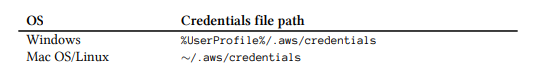 OS Credentials file path
Windows %UserProfile%/.aws/credentials
Mac OS/Linux ~/.aws/credentials